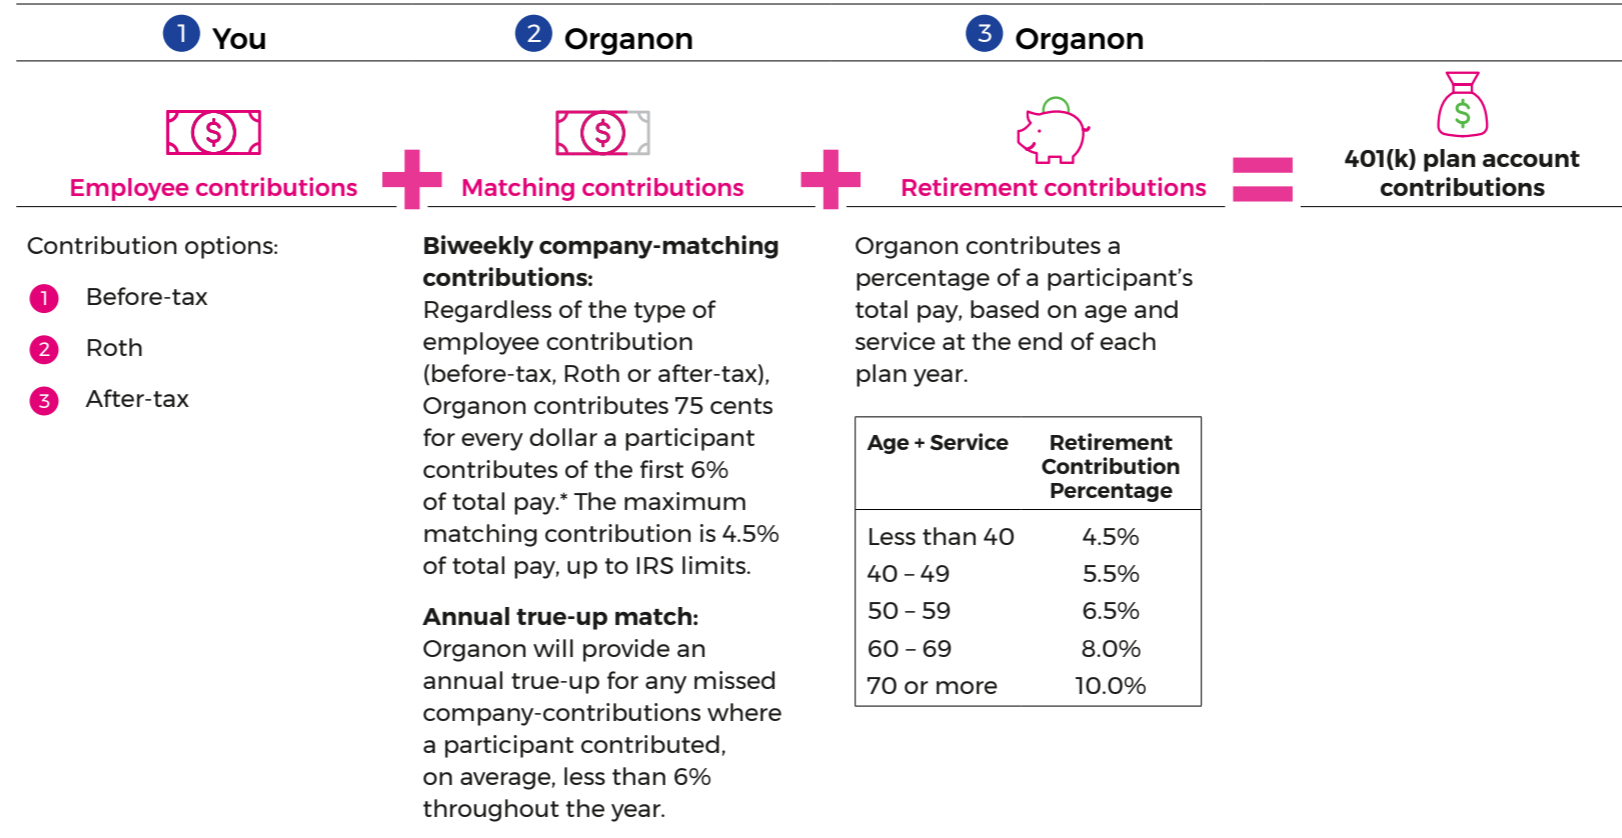 1 You
2 Organon
3 Organon
$
Employee contributions
+
$
Matching contributions
+
Retirement contributions
=
$
401(k) plan account
contributions
Contribution options:
1 Before-tax
2 Roth
3 After-tax
Biweekly company-matching
contributions:
Regardless of the type of
employee contribution
(before-tax, Roth or after-tax),
Organon contributes 75 cents
for every dollar a participant
contributes of the first 6%
of total pay.* The maximum
matching contribution is 4.5%
of total pay, up to IRS limits.
Annual true-up match:
Organon will provide an
annual true-up for any missed
company-contributions where
a participant contributed,
on average, less than 6%
throughout the year.
Organon contributes a
percentage of a participant’s
total pay, based on age and
service at the end of each
plan year.
Age + Service
Retirement
Contribution
Percentage
Less than 40 4.5%
40 – 49 5.5%
50 – 59 6.5%
60 – 69 8.0%
70 or more 10.0%